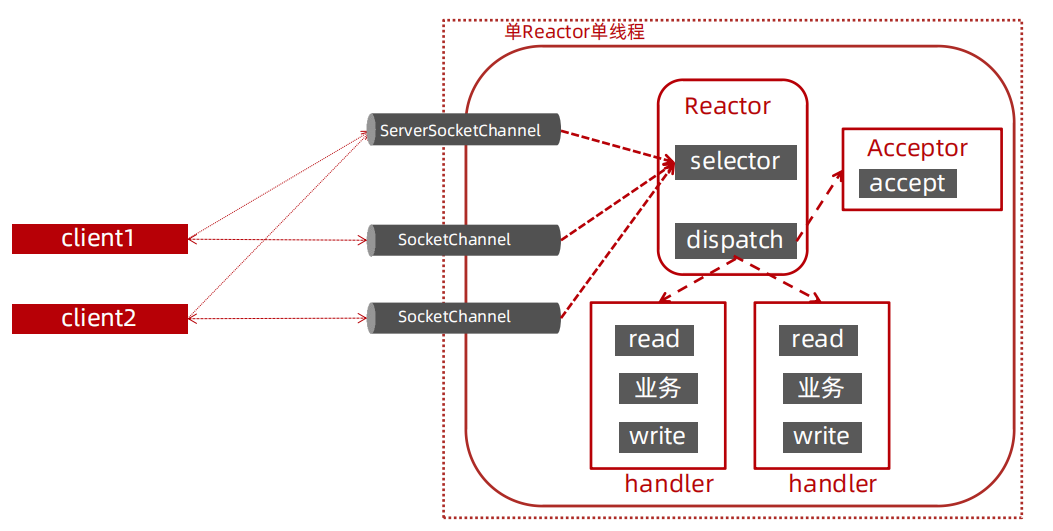 单Reactor单线程
Reactor
ServerSocketChannel
selector
Acceptor
accept
client1
SocketChannel
dispatch
client2
SocketChannel
read
业务
write
handler
read
业务
write
handler